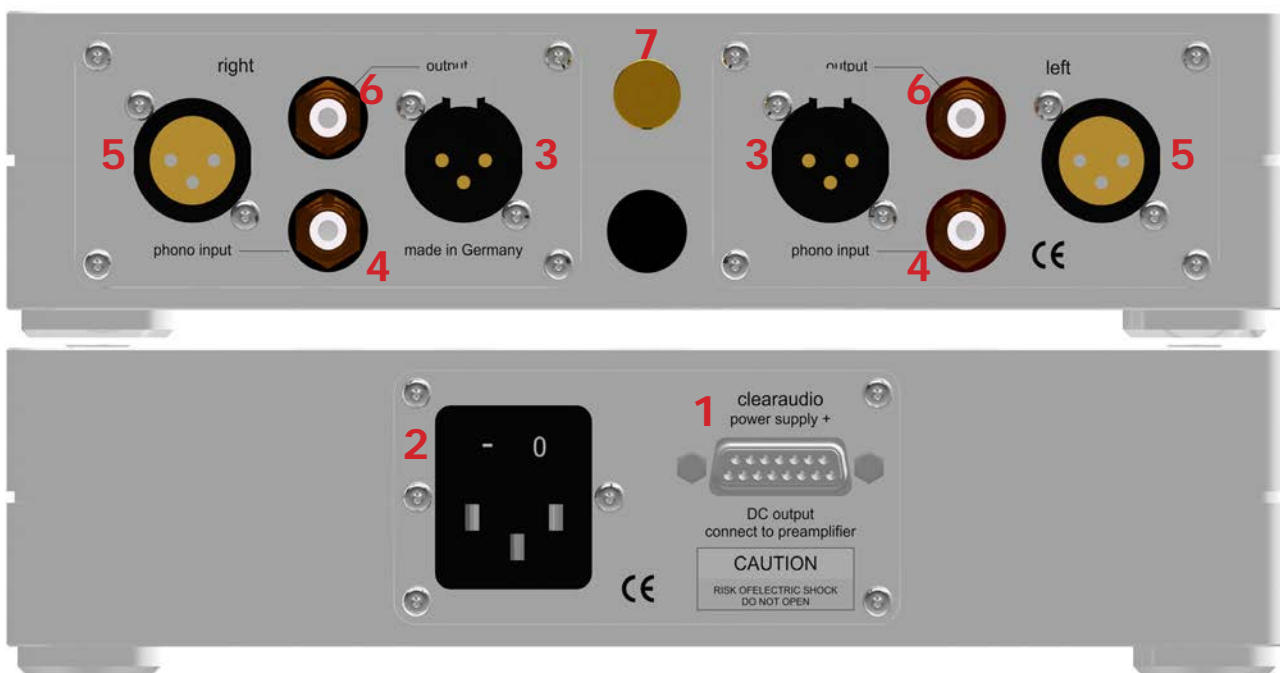 7
right
output
output
left
6
6
5
3
3
5
phono input
4
made in Germany
phono input
4
CE
clearaudio
1
power supply +
2
- 0
DC output
connect to preamplifier
CAUTION
RISK OFELECTRIC SHOCK
DO NOT OPEN
CE